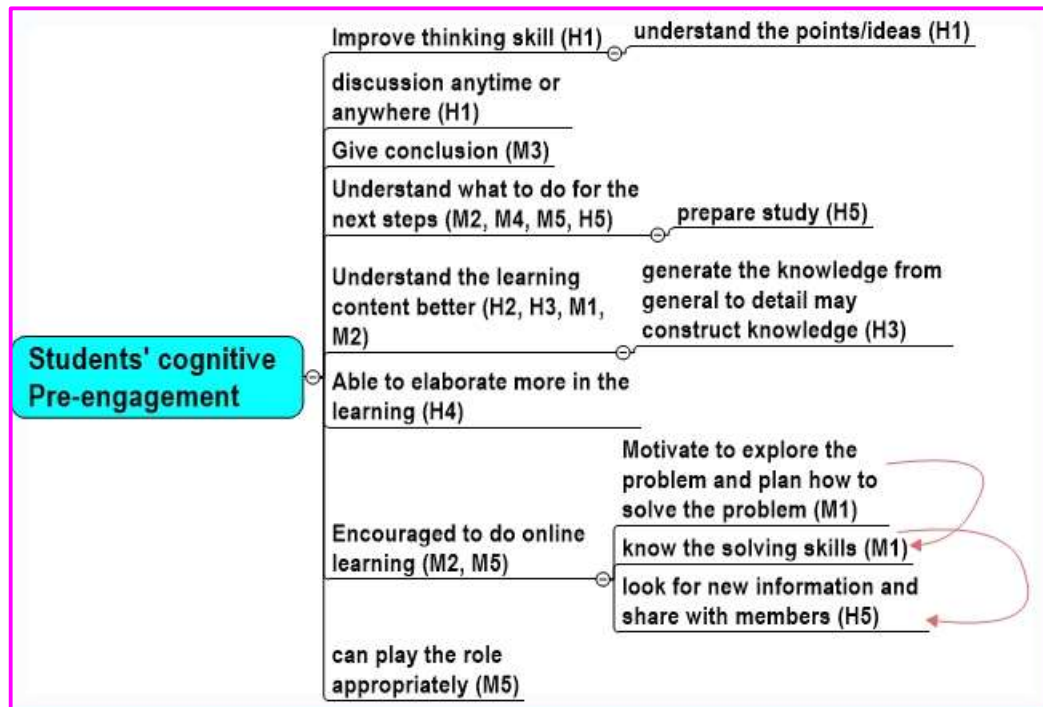 Improve thinking skill (H1)
understand the points/ideas (H1)
discussion anytime or
anywhere (H1)
Give conclusion (M3)
Understand what to do for the
next steps (M2, M4, M5, H5)
prepare study (H5)
Understand the learning
content better (H2, H3, M1,
M2)
generate the knowledge from
general to detail may
construct knowledge (H3)
Students' cognitive
Pre-engagement
Able to elaborate more in the
learning (H4)
Encouraged to do online
learning (M2, M5)
Motivate to explore the
problem and plan how to
solve the problem (M1)
know the solving skills (M1)
look for new information and
share with members (H5)
can play the role
appropriately (M5)